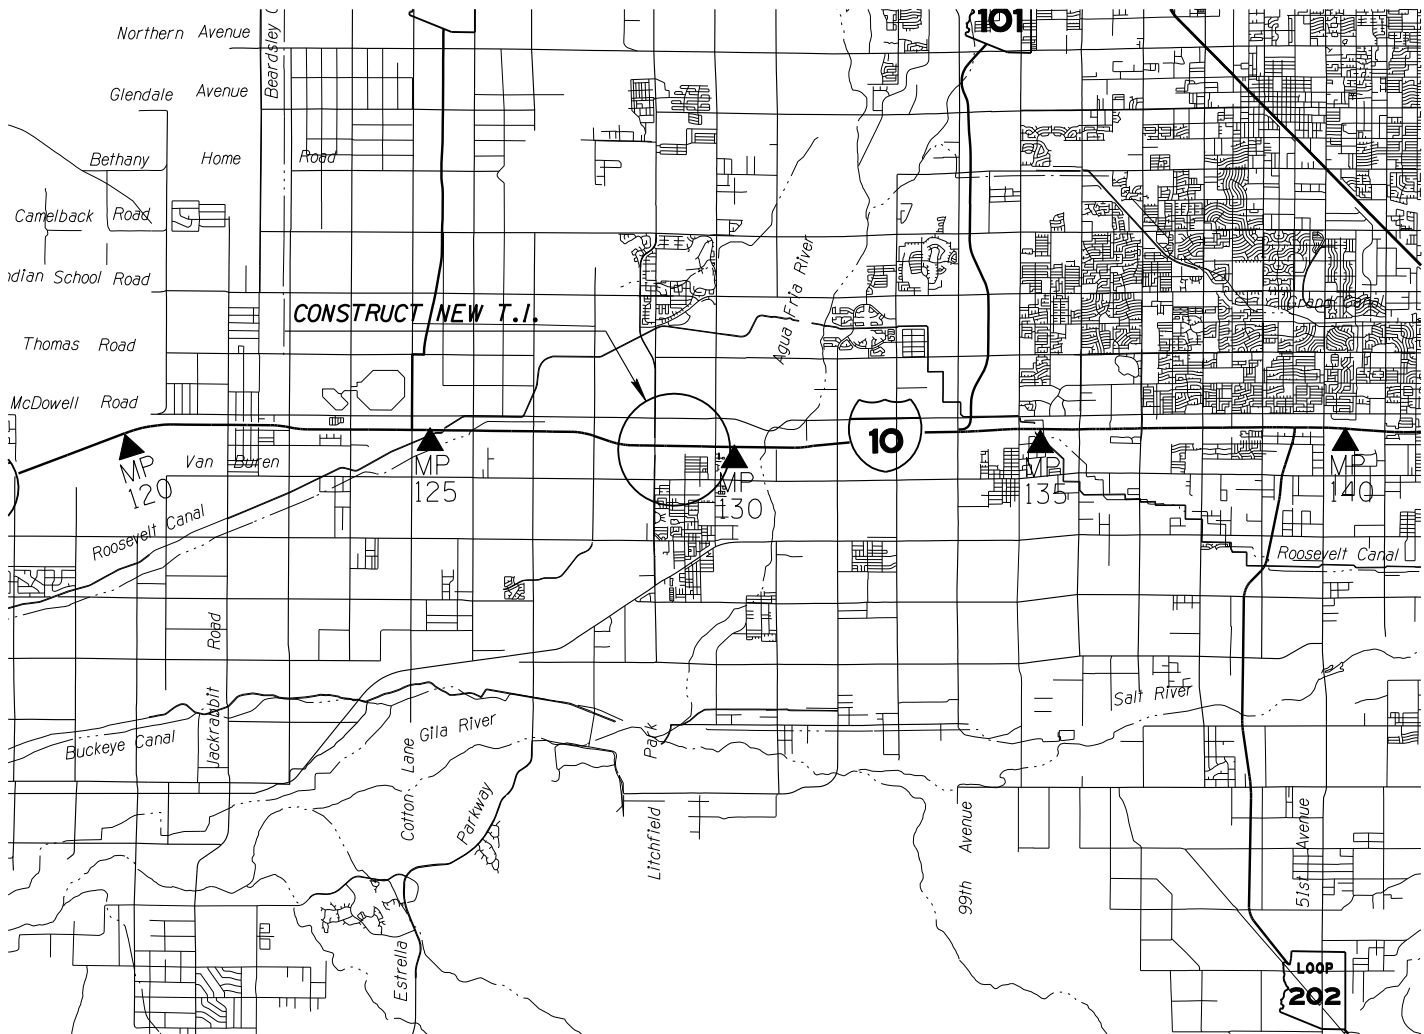 101
Northern Avenue
Beardsley C
Glendale Avenue
Bethany Home Road
Camelback Road
ndian School Road
Agua Fria River
Grand Canal
CONSTRUCT NEW T.I.
Thomas Road
McDowell Road
10
Van Buren
MP
120
MP
125
MP
130
MP
135
MP
140
Roosevelt Canal
Roosevelt Canal
Jackrabbit Road
Salt River
Buckeye Canal
Gila River
Cotton Lane
Estrella Parkway
Litchfield Park
99th Avenue
51st Avenue
LOOP
202